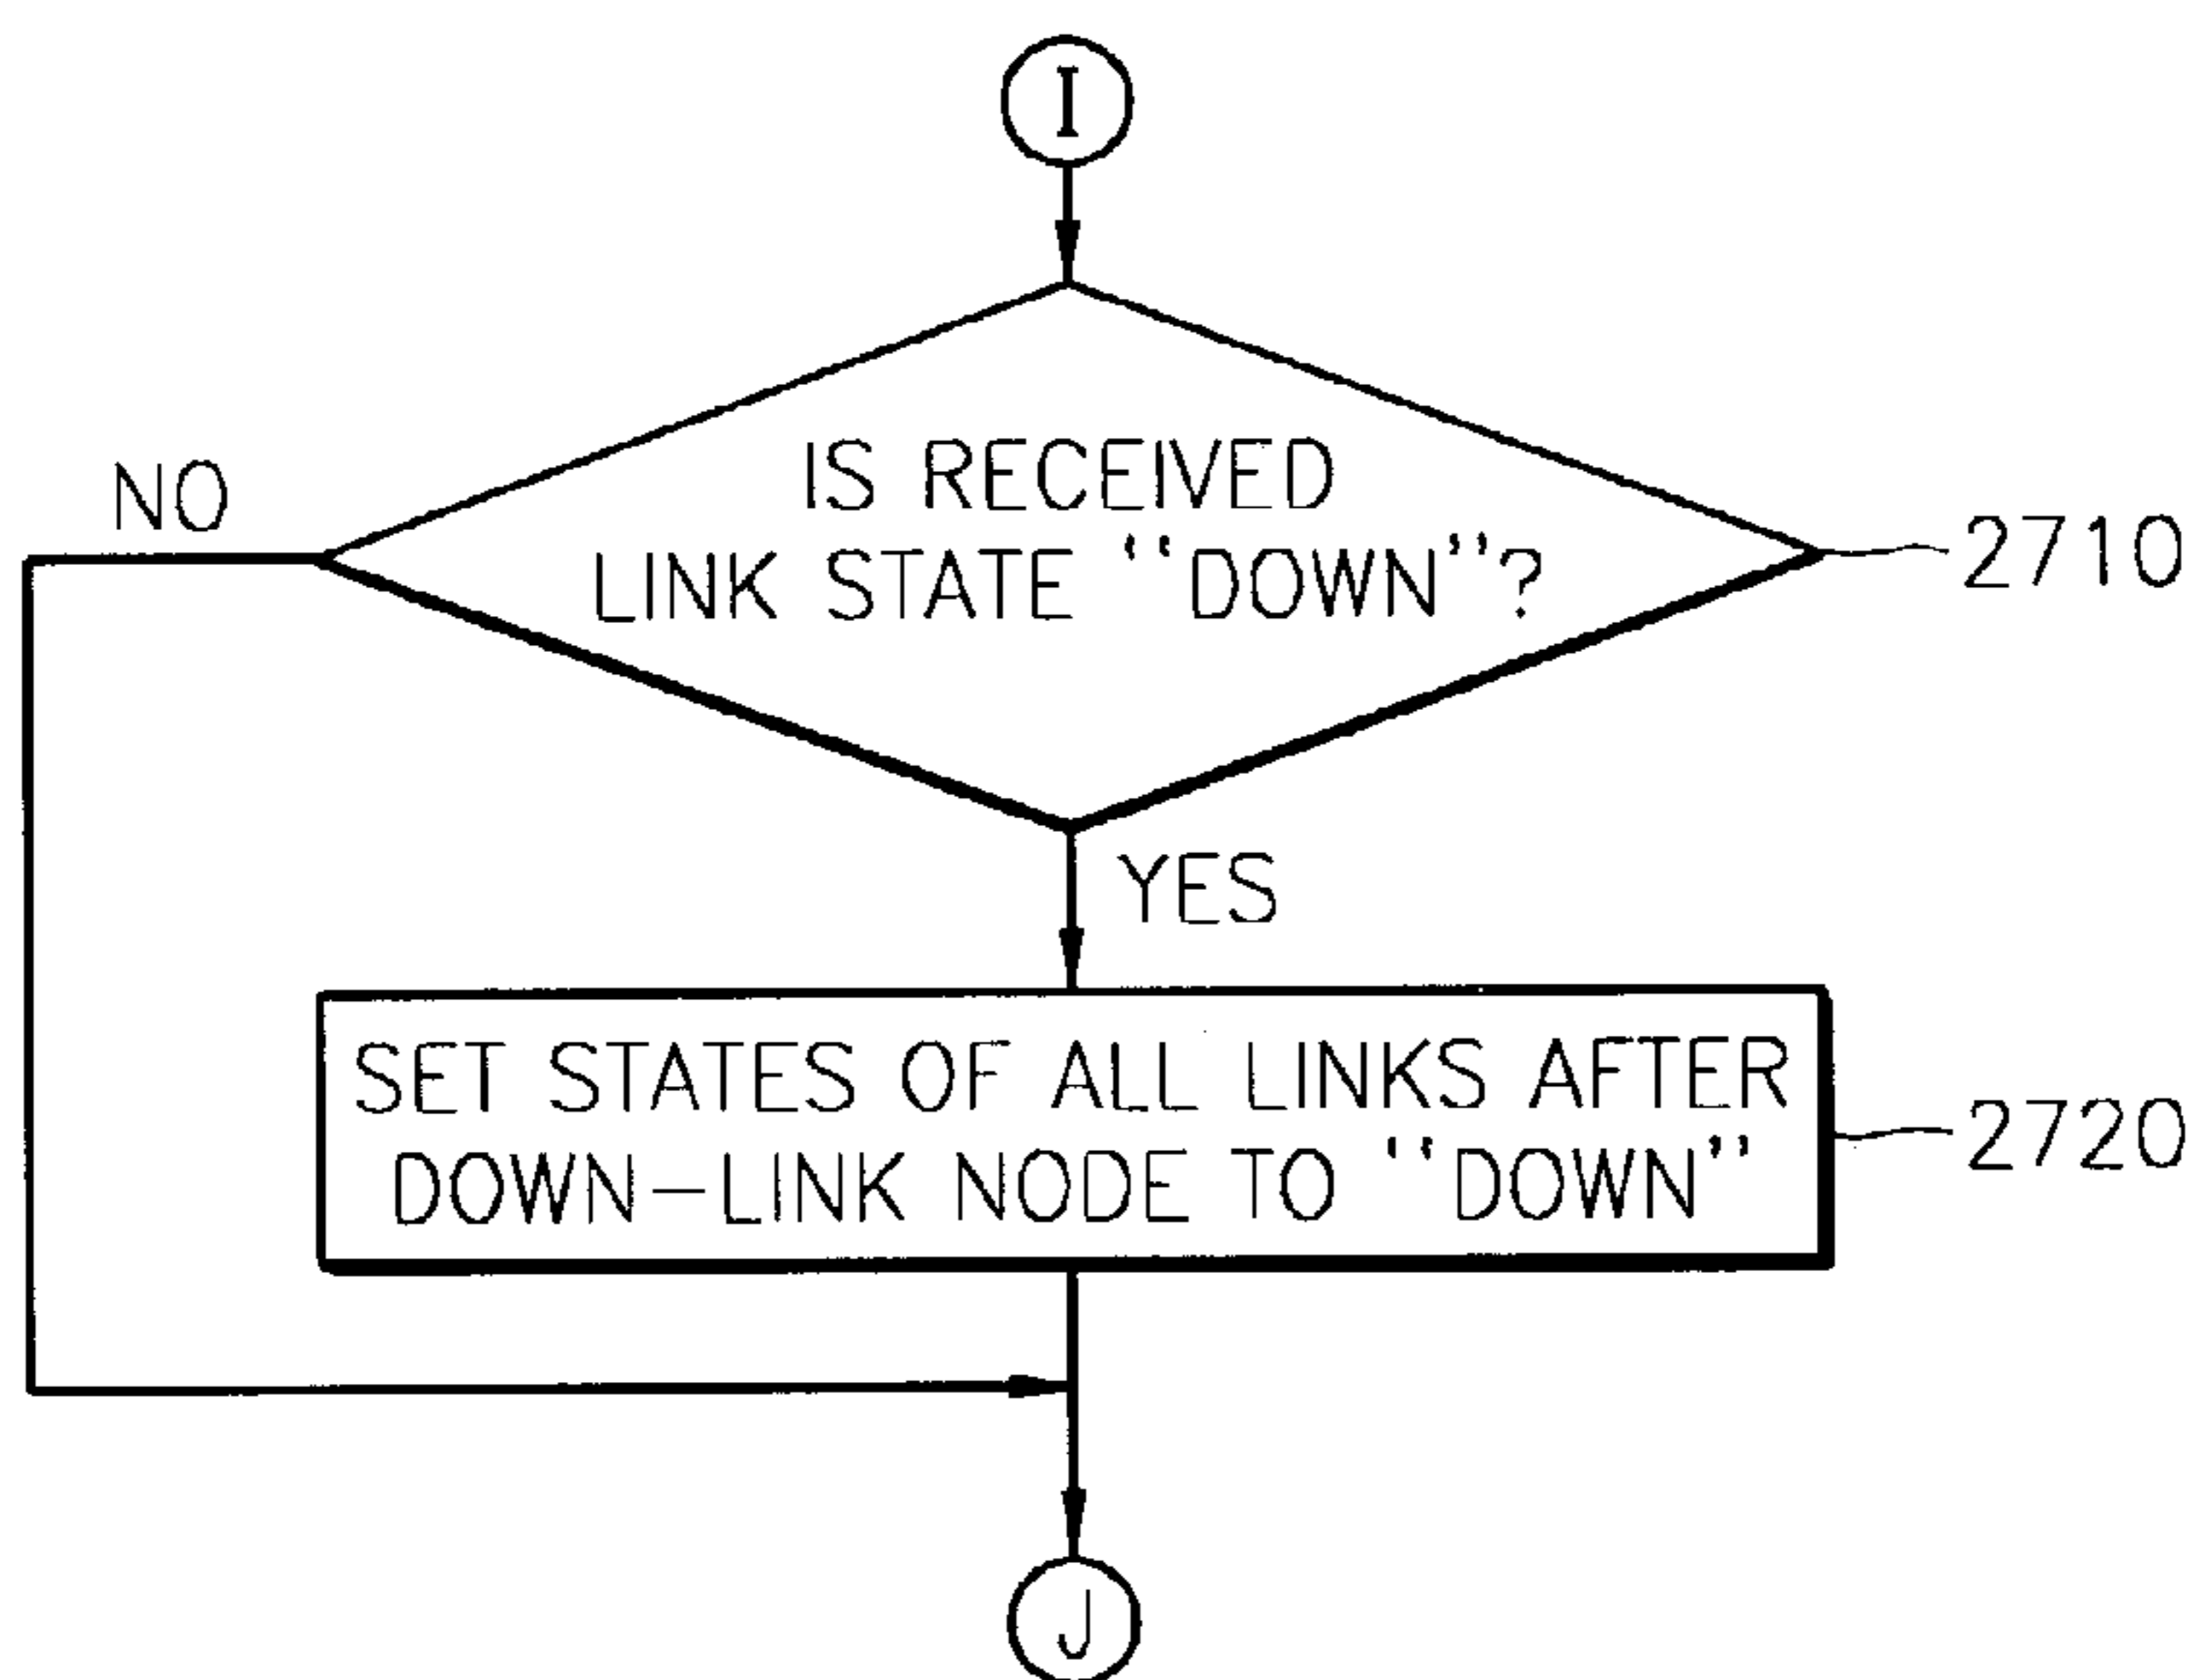 I
IS RECEIVED
LINK STATE "DOWN"?
NO
2710
YES
SET STATES OF ALL LINKS AFTER
DOWN-LINK NODE TO "DOWN"
2720
J